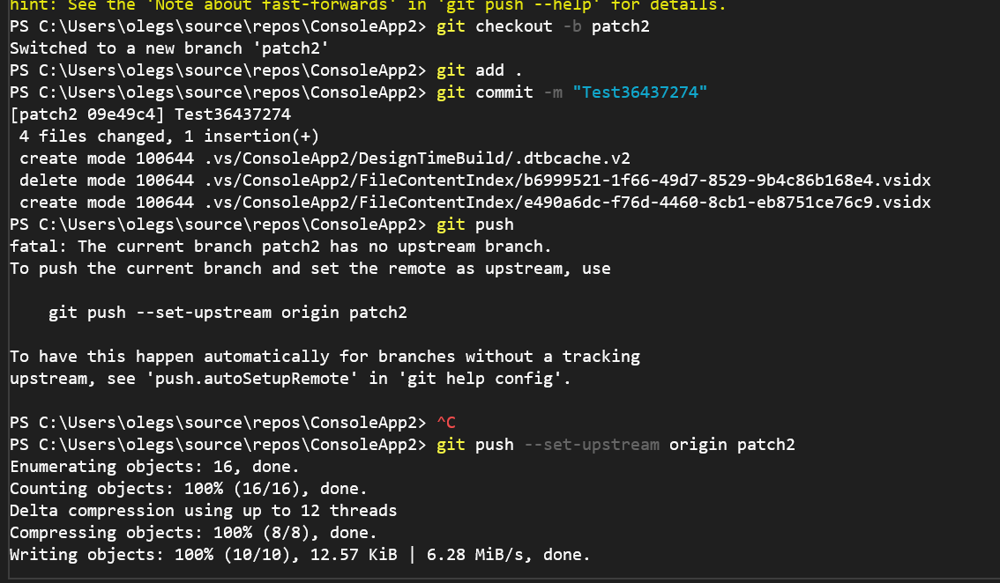 hint: See the 'Note about fast-forwards' in 'git push --help' for details.
PS C:\Users\olegs\source\repos\ConsoleApp2> git checkout -b patch2
Switched to a new branch 'patch2'
PS C:\Users\olegs\source\repos\ConsoleApp2> git add .
PS C:\Users\olegs\source\repos\ConsoleApp2> git commit -m "Test36437274"
[patch2 09e49c4] Test36437274
 4 files changed, 1 insertion(+)
 create mode 100644 .vs/ConsoleApp2/DesignTimeBuild/.dtbcache.v2
 delete mode 100644 .vs/ConsoleApp2/FileContentIndex/b6999521-1f66-49d7-8529-9b4c86b168e4.vsidx
 create mode 100644 .vs/ConsoleApp2/FileContentIndex/e490a6dc-f76d-4460-8cb1-eb8751ce76c9.vsidx
PS C:\Users\olegs\source\repos\ConsoleApp2> git push
fatal: The current branch patch2 has no upstream branch.
To push the current branch and set the remote as upstream, use

    git push --set-upstream origin patch2

To have this happen automatically for branches without a tracking
upstream, see 'push.autoSetupRemote' in 'git help config'.

PS C:\Users\olegs\source\repos\ConsoleApp2> ^C
PS C:\Users\olegs\source\repos\ConsoleApp2> git push --set-upstream origin patch2
Enumerating objects: 16, done.
Counting objects: 100% (16/16), done.
Delta compression using up to 12 threads
Compressing objects: 100% (8/8), done.
Writing objects: 100% (10/10), 12.57 KiB | 6.28 MiB/s, done.